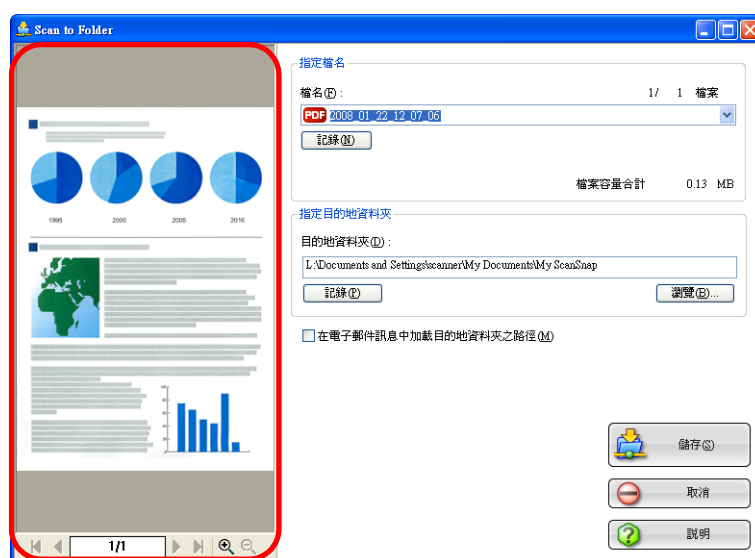 Scan to Folder
指定檔名
檔名(F) :
1/ 1 檔案
PDF 2008_01_22_12_07_06
記錄(N)
檔案容量合計 0.13 MB
指定目的地資料夾
目的地資料夾(D) :
L:\Documents and Settings\scanner\My Documents\My ScanSnap
記錄(P)
瀏覽(B)...
在電子郵件訊息中加載目的地資料夾之路徑(M)
儲存(S)
取消
說明
1995 2000 2005 2010
1/1